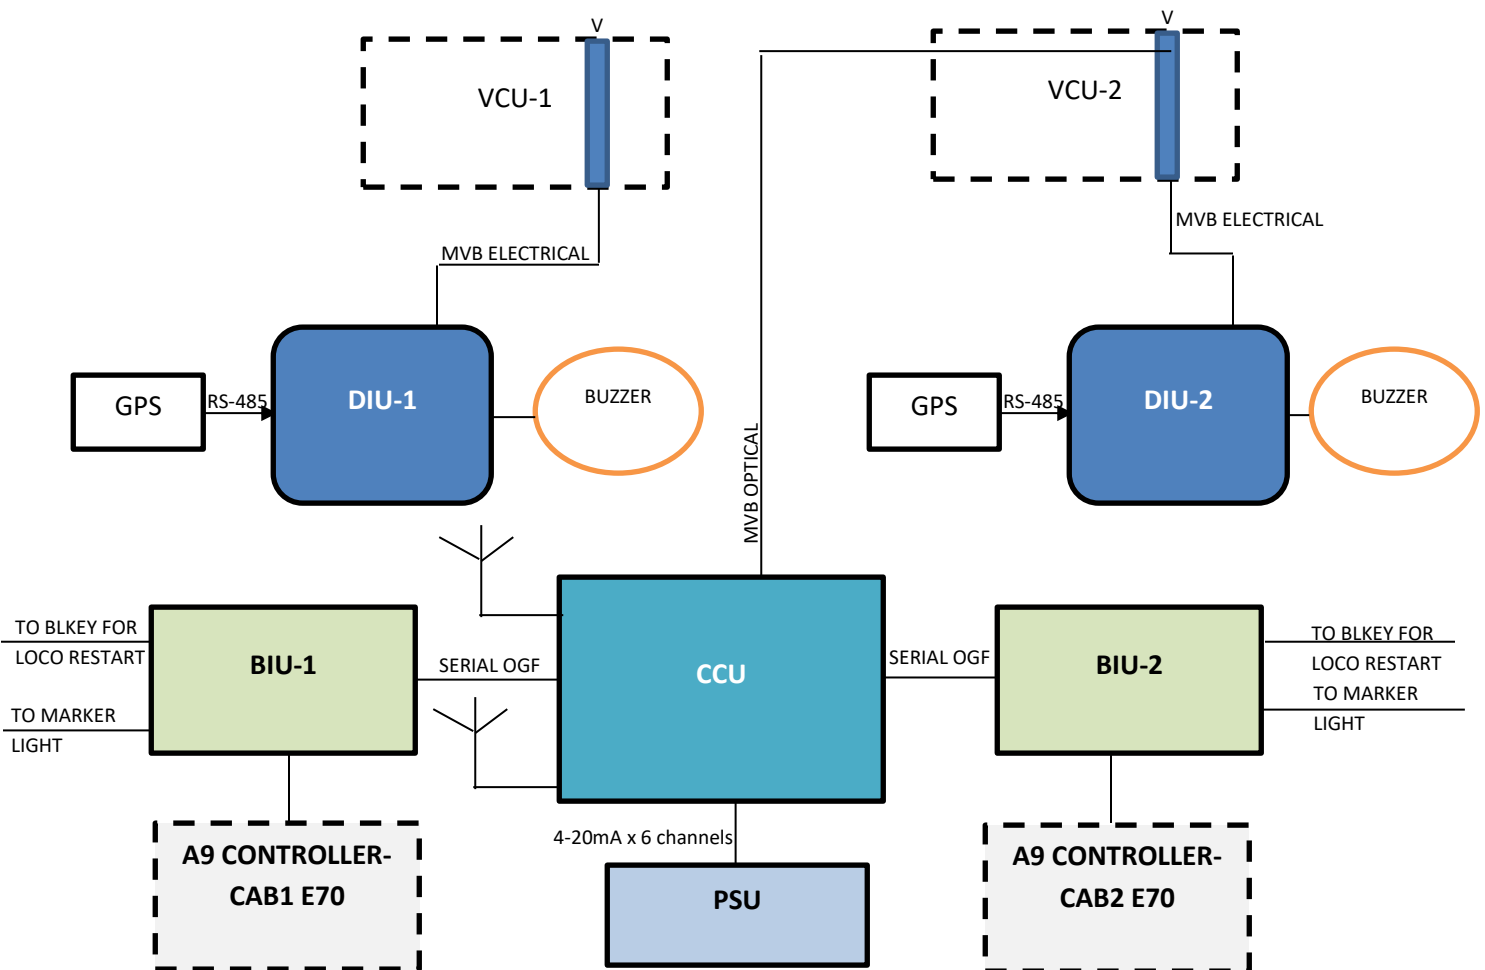 V
VCU-1
V
VCU-2
MVB ELECTRICAL
MVB ELECTRICAL
GPS
RS-485
DIU-1
BUZZER
GPS
RS-485
DIU-2
BUZZER
MVB OPTICAL
TO BLKEY FOR
LOCO RESTART
TO MARKER
LIGHT
BIU-1
SERIAL OGF
CCU
SERIAL OGF
BIU-2
TO BLKEY FOR
LOCO RESTART
TO MARKER
LIGHT
A9 CONTROLLER-
CAB1 E70
4-20mA x 6 channels
PSU
A9 CONTROLLER-
CAB2 E70